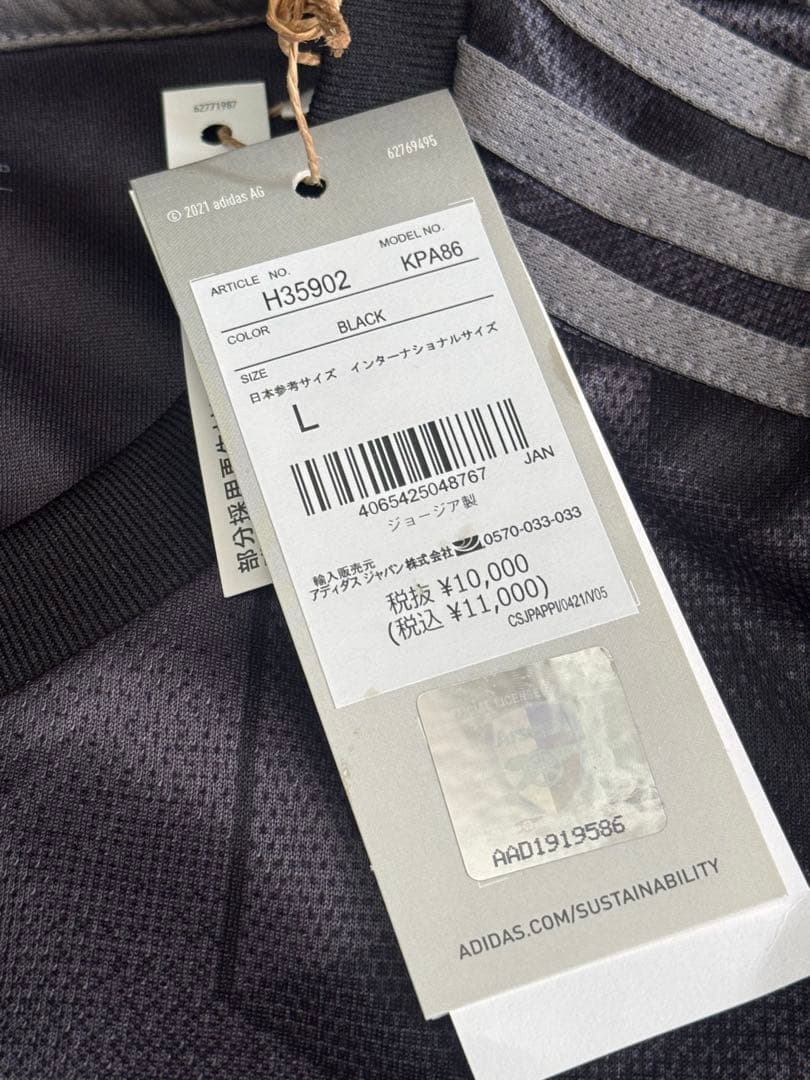 62771987
62769495
© 2021 adidas AG
ARTICLE NO.
MODEL NO.
H35902
KPA86
COLOR
BLACK
SIZE
日本参考サイズ インターナショナルサイズ
L
4065425048767
JAN
ジョージア製
輸入販売元
アディダス ジャパン 株式会社 0570-033-033
税抜 ¥10,000
(税込 ¥11,000)
CSJPAPPI/0421/V05
部分採用
Arsenal
AAD1919586
ADIDAS.COM/SUSTAINABILITY